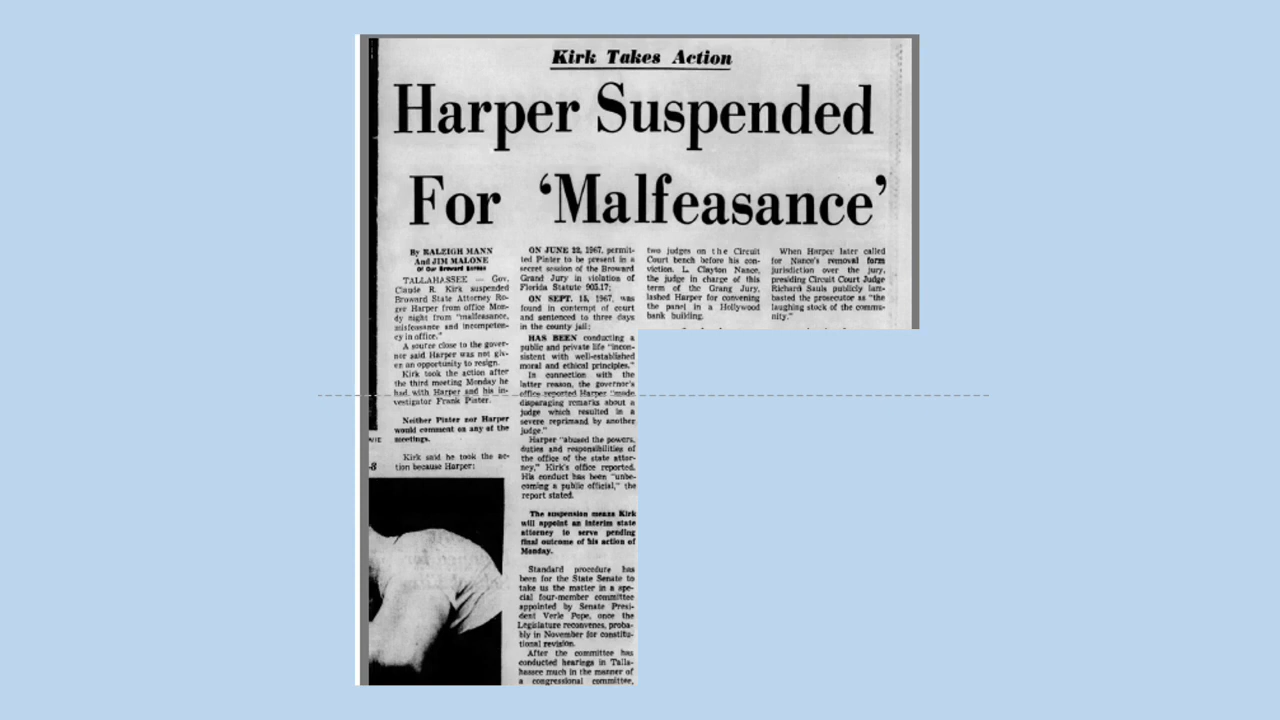 Kirk Takes Action
Harper Suspended
For ‘Malfeasance’
By RALEIGH MANN
And JIM MALONE
Of Our Broward Bureau
TALLAHASSEE — Gov.
Claude R. Kirk suspended
Broward State Attorney Ro-
ger Harper from office Mon-
dy night from "malfeasance,
misfeasance and incompeten-
cy in office."
A source close to the gover-
nor said Harper was not giv-
en an opportunity to resign.
Kirk took the action after
the third meeting Monday he
had with Harper and his in-
vestigator Frank Pinter.
Neither Pinter nor Harper
would comment on any of the
meetings.
Kirk said he took the ac-
tion because Harper:
ON JUNE 22, 1967, permit-
ted Pinter to be present in a
secret session of the Broward
Grand Jury in violation of
Florida Statute 905.17;
ON SEPT. 15, 1967, was
found in contempt of court
and sentenced to three days
in the county jail;
HAS BEEN conducting a
public and private life "incon-
sistent with well-established
moral and ethical principles."
In connection with the
latter reason, the governor's
office reported Harper "made
disparaging remarks about a
judge which resulted in a
severe reprimand by another
judge."
Harper "abused the powers,
duties and responsibilities of
the office of the state attor-
ney," Kirk's office reported.
His conduct has been "unbe-
coming a public official," the
report stated.
The suspension means Kirk
will appoint an interim state
attorney to serve pending
final outcome of his action of
Monday.
Standard procedure has
been for the State Senate to
take us the matter in a spe-
cial four-member committee
appointed by Senate Presi-
dent Verle Pope, once the
Legislature reconvenes, proba-
bly in November for constitu-
tional revision.
After the committee has
conducted hearings in Talla-
hassee much in the manner of
a congressional committee,
two judges on the Circuit
Court bench before his con-
viction. L. Clayton Nance,
the judge in charge of this
term of the Grang Jury,
lashed Harper for convening
the panel in a Hollywood
bank building.
When Harper later called
for Nance's removal form
jurisdiction over the jury,
presiding Circuit Court Judge
Richard Sauls publicly lam-
basted the prosecutor as "the
laughing stock of the commu-
nity."